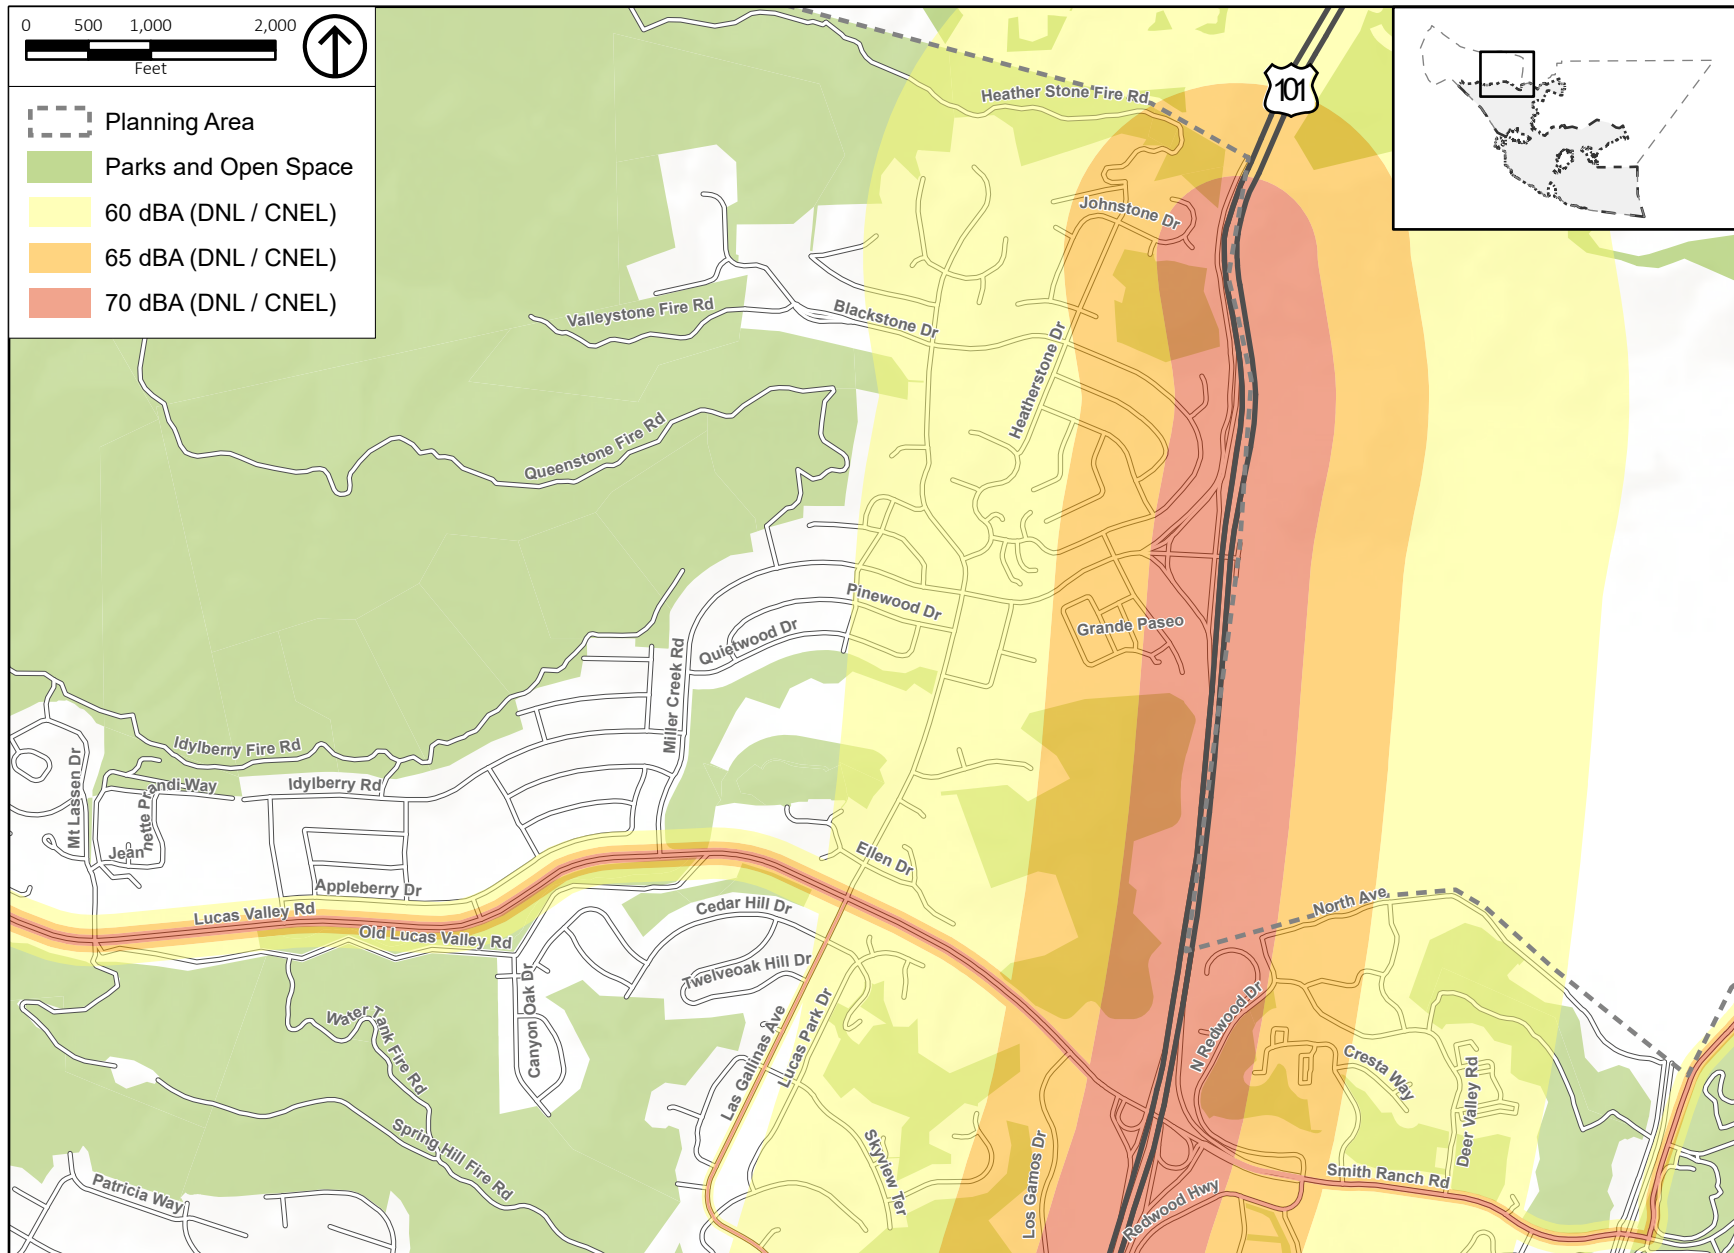 0 500 1,000 2,000
Feet
Planning Area
Parks and Open Space
60 dBA (DNL / CNEL)
65 dBA (DNL / CNEL)
70 dBA (DNL / CNEL)
101
Heather Stone Fire Rd
Johnstone Dr
Valleystone Fire Rd
Blackstone Dr
Heatherstone Dr
Queenstone Fire Rd
Pinewood Dr
Quietwood Dr
Grande Paseo
Miller Creek Rd
Idylberry Fire Rd
Mt Lassen Dr
Jeannette Prandi Way
Idylberry Rd
Ellen Dr
Appleberry Dr
Lucas Valley Rd
Old Lucas Valley Rd
Cedar Hill Dr
North Ave
Twelveoak Hill Dr
Canyon Oak Dr
Water Tank Fire Rd
Las Gallinas Ave
Lucas Park Dr
N Redwood Dr
Cresta Way
Deer Valley Rd
Spring Hill Fire Rd
Skyview Ter
Los Gamos Dr
Smith Ranch Rd
Redwood Hwy
Patricia Way